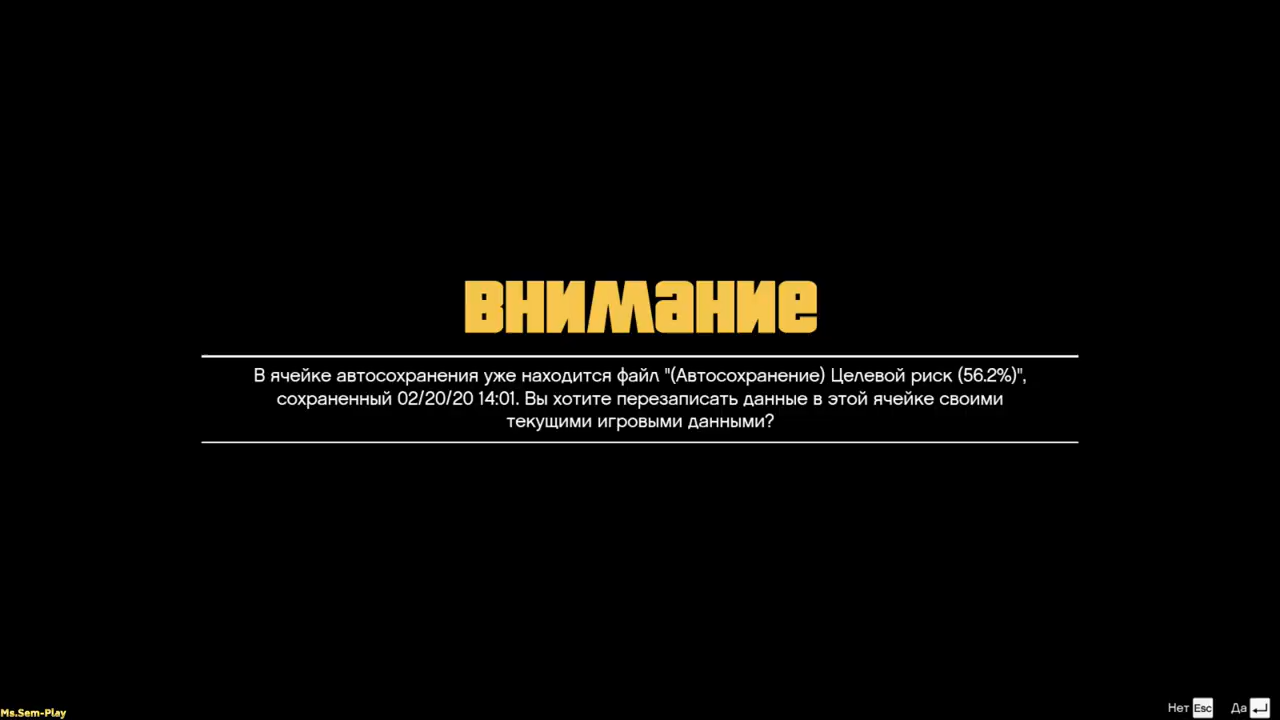 внимание
В ячейке автосохранения уже находится файл "(Автосохранение) Целевой риск (56.2%)",
сохраненный 02/20/20 14:01. Вы хотите перезаписать данные в этой ячейке своими
текущими игровыми данными?
Нет Esc Да
Ms.Sem-Play